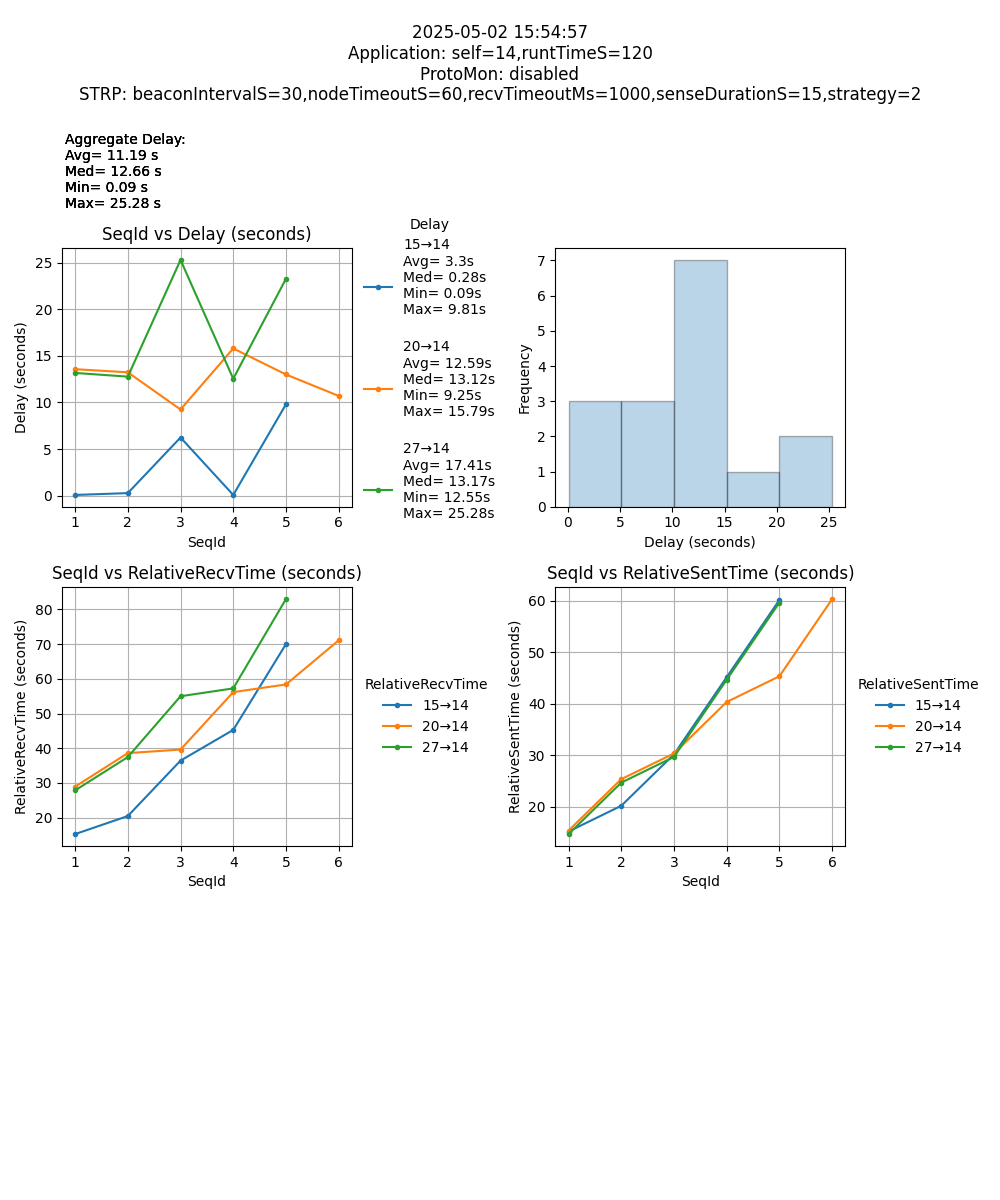 2025-05-02 15:54:57
Application: self=14,runtTimeS=120
ProtoMon: disabled
STRP: beaconIntervalS=30,nodeTimeoutS=60,recvTimeoutMs=1000,senseDurationS=15,strategy=2
Aggregate Delay:
Avg= 11.19 s
Med= 12.66 s
Min= 0.09 s
Max= 25.28 s
SeqId vs Delay (seconds)
Delay (seconds)
25
20
15
10
5
0
1 2 3 4 5 6
SeqId
Delay
15→14
Avg= 3.3s
Med= 0.28s
Min= 0.09s
Max= 9.81s
20→14
Avg= 12.59s
Med= 13.12s
Min= 9.25s
Max= 15.79s
27→14
Avg= 17.41s
Med= 13.17s
Min= 12.55s
Max= 25.28s
Frequency
7
6
5
4
3
2
1
0
0 5 10 15 20 25
Delay (seconds)
SeqId vs RelativeRecvTime (seconds)
RelativeRecvTime (seconds)
80
70
60
50
40
30
20
1 2 3 4 5 6
SeqId
RelativeRecvTime
15→14
20→14
27→14
SeqId vs RelativeSentTime (seconds)
RelativeSentTime (seconds)
60
50
40
30
20
1 2 3 4 5 6
SeqId
RelativeSentTime
15→14
20→14
27→14